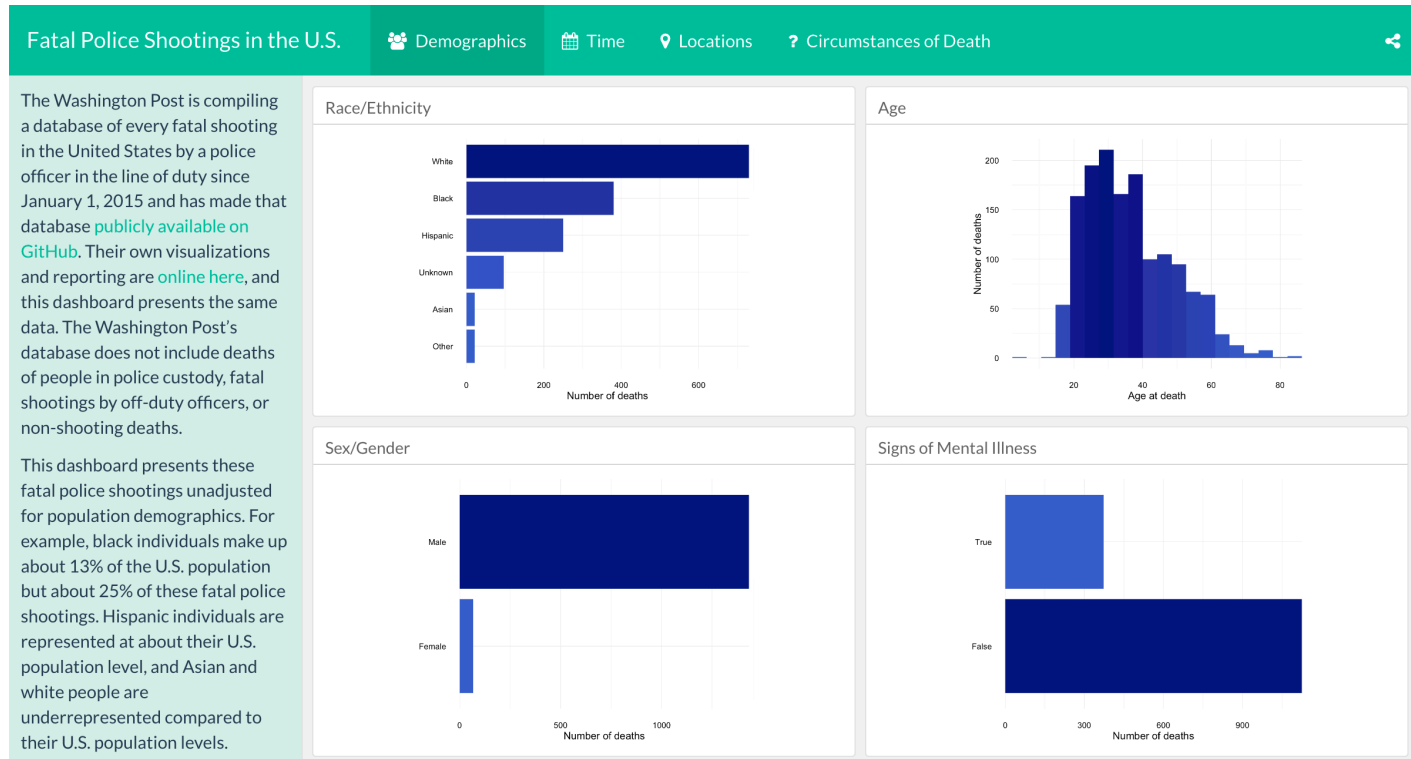 Fatal Police Shootings in the U.S.
Demographics
Time
Locations
? Circumstances of Death
The Washington Post is compiling
a database of every fatal shooting
in the United States by a police
officer in the line of duty since
January 1, 2015 and has made that
database publicly available on
GitHub. Their own visualizations
and reporting are online here, and
this dashboard presents the same
data. The Washington Post’s
database does not include deaths
of people in police custody, fatal
shootings by off-duty officers, or
non-shooting deaths.
This dashboard presents these
fatal police shootings unadjusted
for population demographics. For
example, black individuals make up
about 13% of the U.S. population
but about 25% of these fatal police
shootings. Hispanic individuals are
represented at about their U.S.
population level, and Asian and
white people are
underrepresented compared to
their U.S. population levels.
Race/Ethnicity
White
Black
Hispanic
Unknown
Asian
Other
0 200 400 600
Number of deaths
Age
Number of deaths
200
150
100
50
0
20 40 60 80
Age at death
Sex/Gender
Male
Female
0 500 1000
Number of deaths
Signs of Mental Illness
True
False
0 300 600 900
Number of deaths